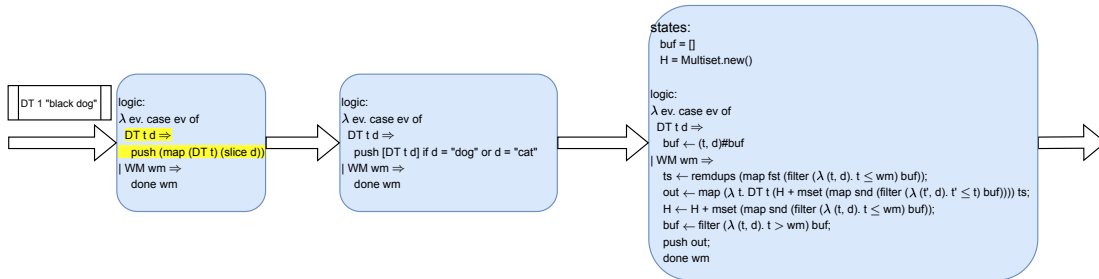 DT 1 "black dog"
logic:
λ ev. case ev of
DT t d ⇒
push (map (DT t) (slice d))
| WM wm ⇒
done wm
logic:
λ ev. case ev of
DT t d ⇒
push [DT t d] if d = "dog" or d = "cat"
| WM wm ⇒
done wm
states:
buf = []
H = Multiset.new()
logic:
λ ev. case ev of
DT t d ⇒
buf ← (t, d)#buf
| WM wm ⇒
ts ← remdups (map fst (filter (λ (t, d). t ≤ wm) buf));
out ← map (λ t. DT t (H + mset (map snd (filter (λ (t', d). t' ≤ t) buf)))) ts;
H ← H + mset (map snd (filter (λ (t, d). t ≤ wm) buf));
buf ← filter (λ (t, d). t > wm) buf;
push out;
done wm